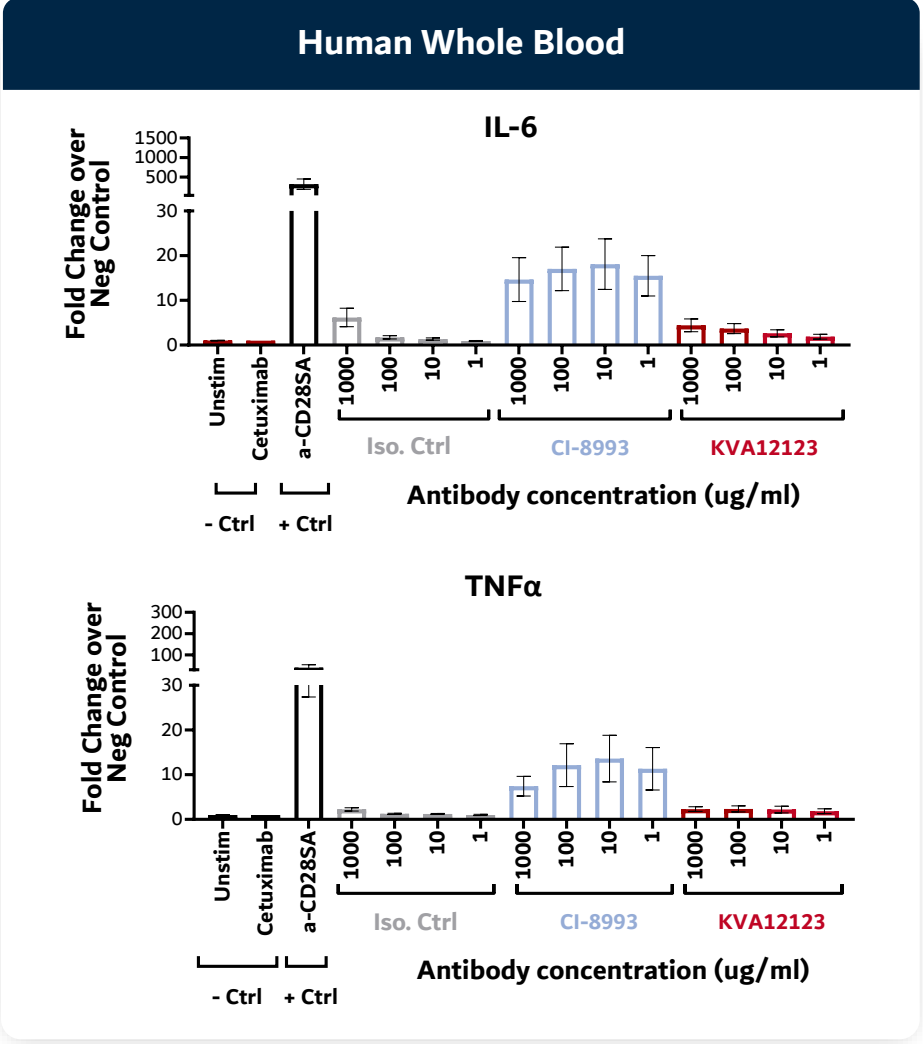 Human Whole Blood
IL-6
Fold Change over
Neg Control
1500
1000
500
30
20
10
0
Unstim
Cetuximab
a-CD28SA
1000
100
10
1
1000
100
10
1
1000
100
10
1
Iso. Ctrl
CI-8993
KVA12123
Antibody concentration (ug/ml)
- Ctrl
+ Ctrl
TNFα
Fold Change over
Neg Control
300
200
100
30
20
10
0
Unstim
Cetuximab
a-CD28SA
1000
100
10
1
1000
100
10
1
1000
100
10
1
Iso. Ctrl
CI-8993
KVA12123
Antibody concentration (ug/ml)
- Ctrl
+ Ctrl